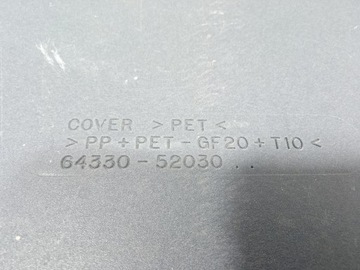 COVER > PET <
> PP + PET - GF20 + T10 <
64330 - 52030